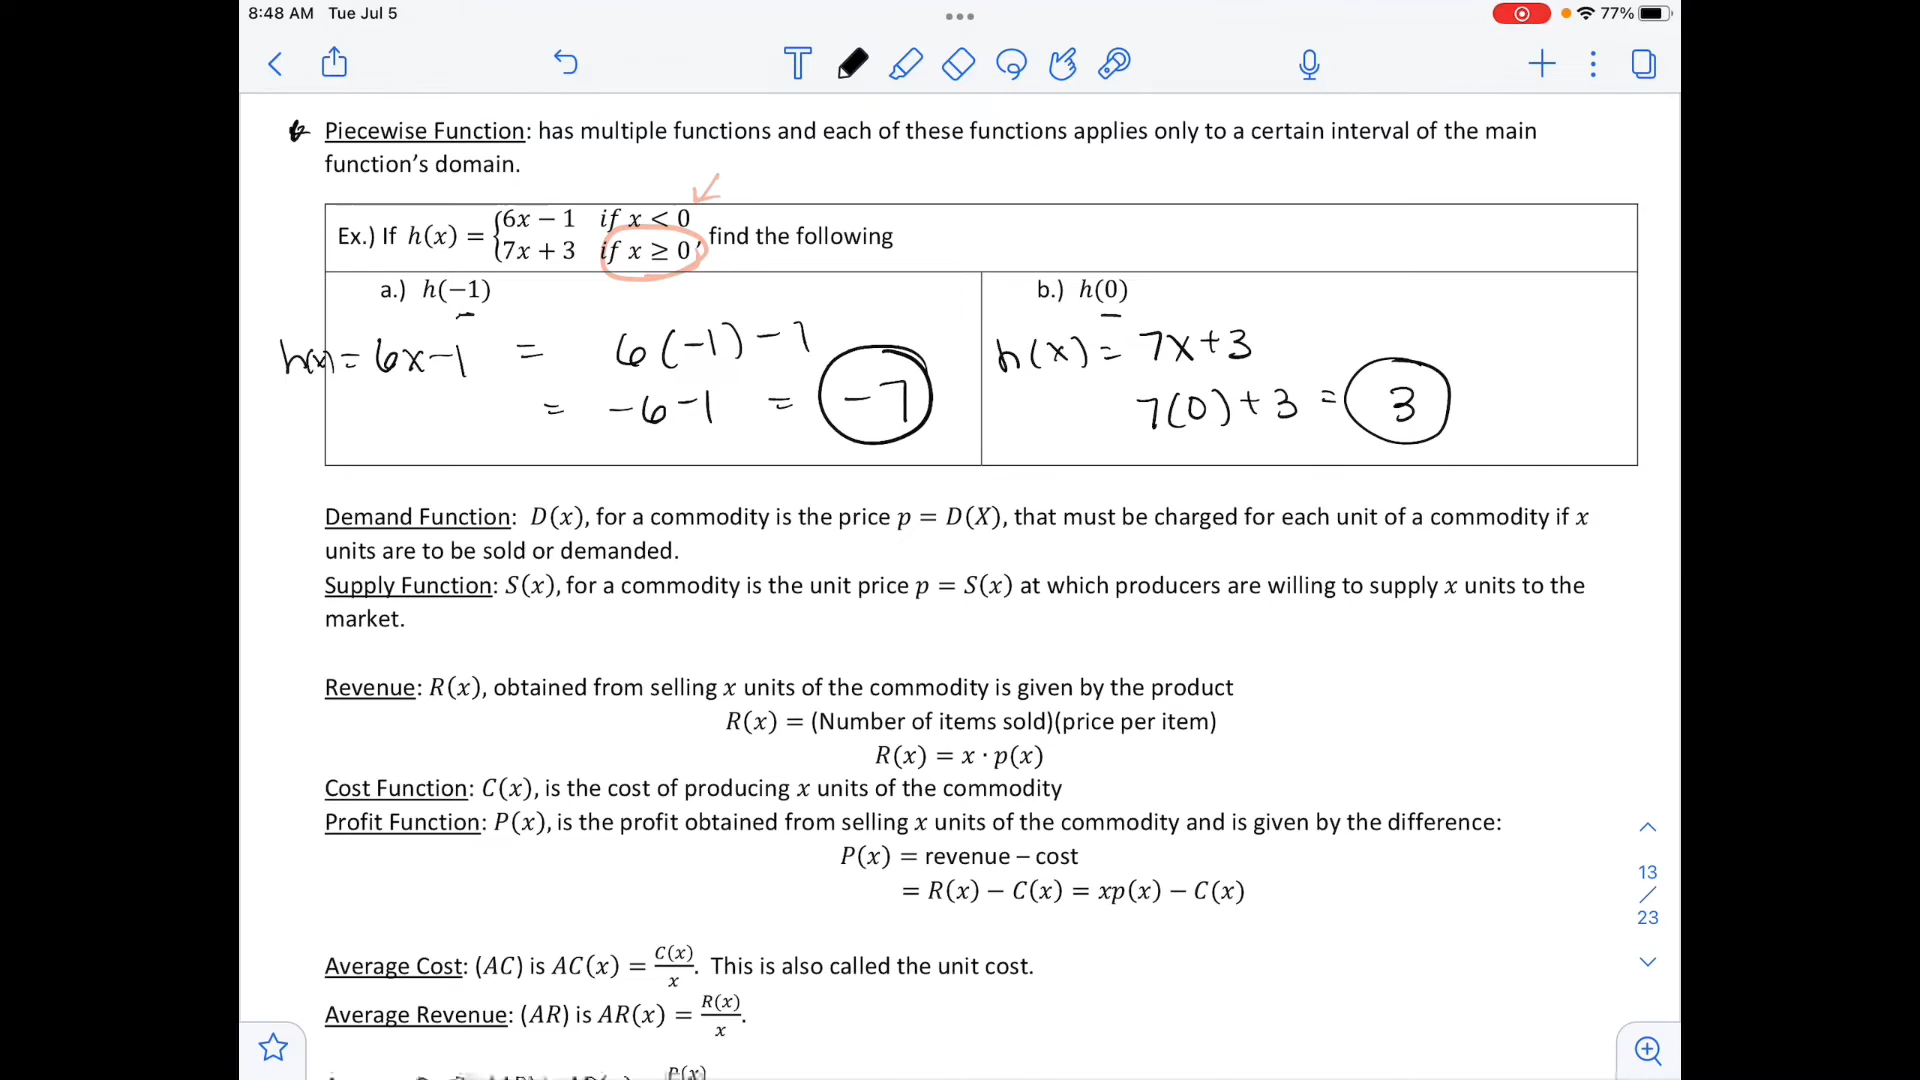 8:48 AM Tue Jul 5
77%
Piecewise Function: has multiple functions and each of these functions applies only to a certain interval of the main
function's domain.
Ex.) If h(x) = {6x − 1 if x < 0
7x + 3 if x ≥ 0, find the following
a.) h(−1)
h(x) = 6x − 1 = 6(−1) − 1
= −6 − 1 = −7
b.) h(0)
h(x) = 7x + 3
7(0) + 3 = 3
Demand Function: D(x), for a commodity is the price p = D(X), that must be charged for each unit of a commodity if x
units are to be sold or demanded.
Supply Function: S(x), for a commodity is the unit price p = S(x) at which producers are willing to supply x units to the
market.
Revenue: R(x), obtained from selling x units of the commodity is given by the product
R(x) = (Number of items sold)(price per item)
R(x) = x · p(x)
Cost Function: C(x), is the cost of producing x units of the commodity
Profit Function: P(x), is the profit obtained from selling x units of the commodity and is given by the difference:
P(x) = revenue – cost
= R(x) − C(x) = xp(x) − C(x)
13
/
23
Average Cost: (AC) is AC(x) = C(x)/x. This is also called the unit cost.
Average Revenue: (AR) is AR(x) = R(x)/x.